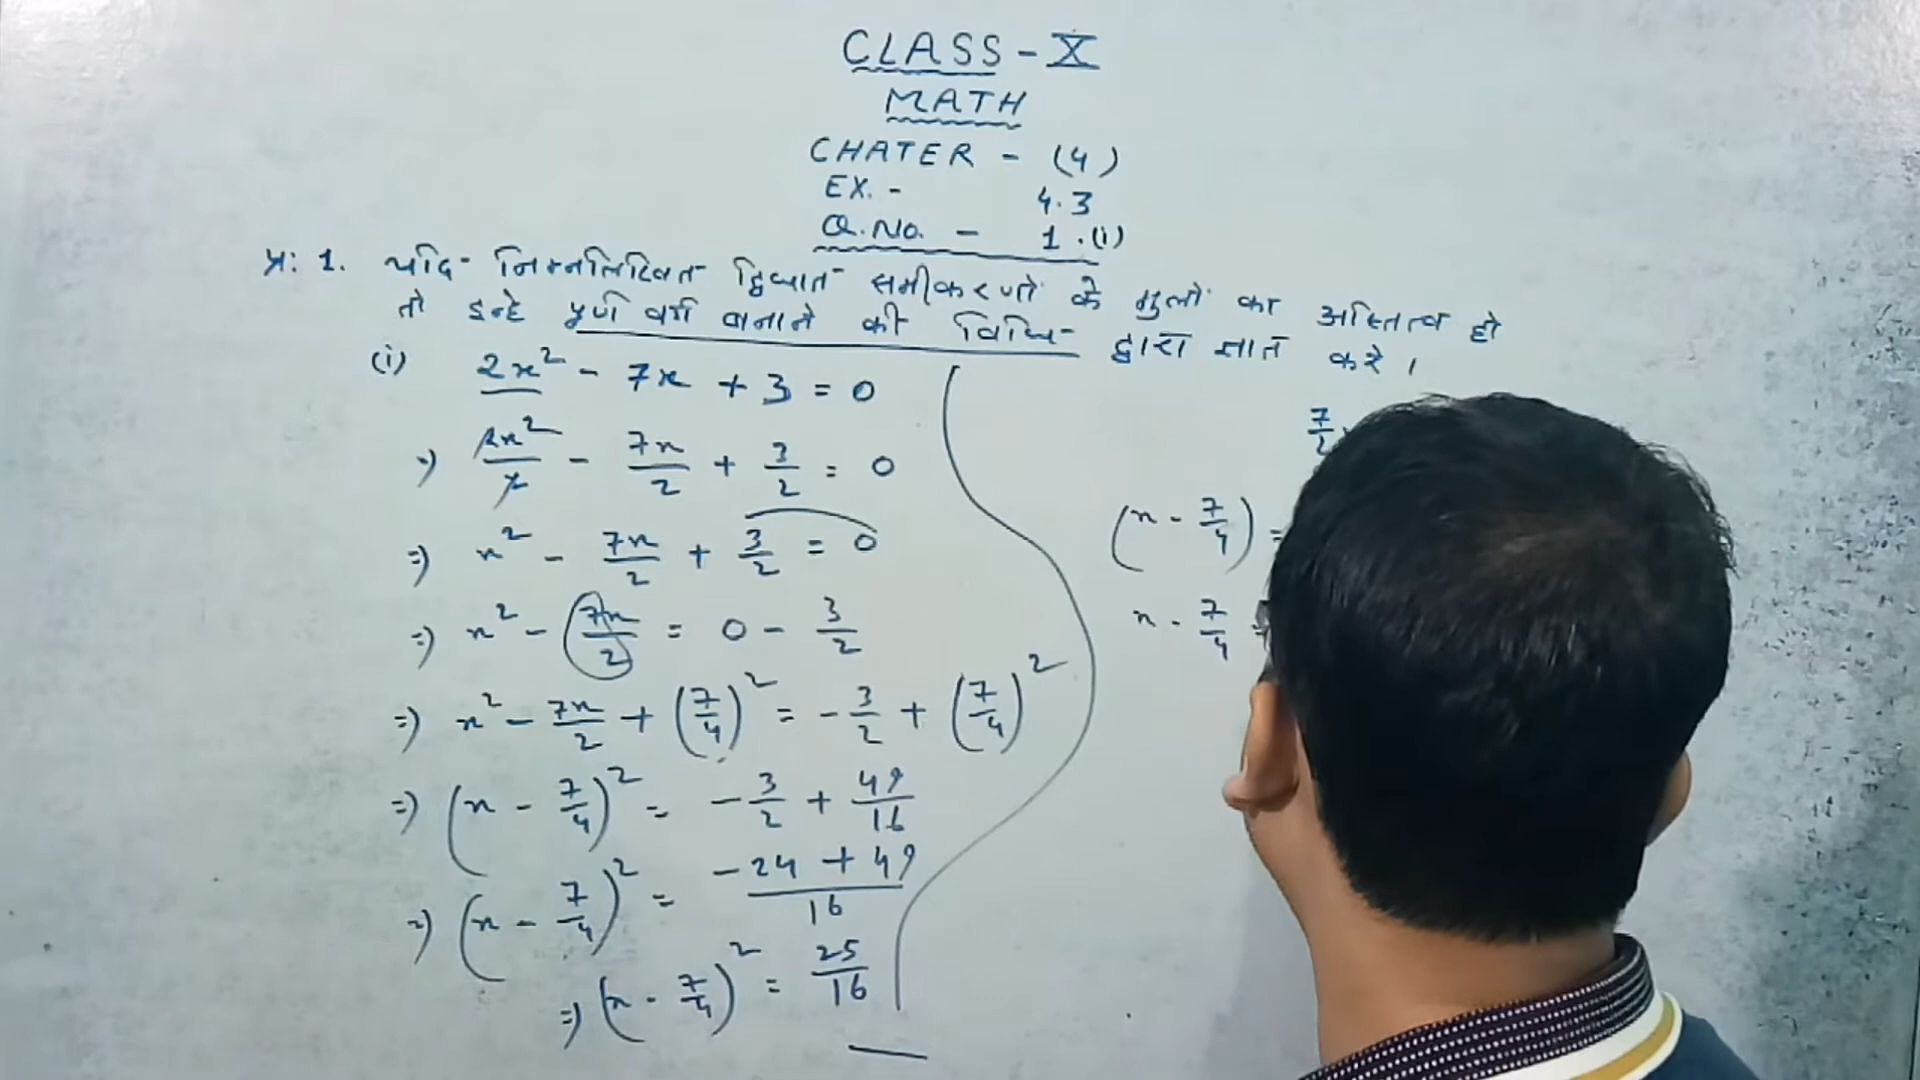 CLASS - X
MATH
CHATER - (4)
EX. - 4.3
Q.No. - 1.(i)
प्र: 1. यदि निम्नलिखित द्विघात समीकरणो के मुलो का अस्तित्व हो
तो इन्हे पूर्ण वर्ग बनाने की विधि द्वारा ज्ञात करे ।
(i) 2x² - 7x + 3 = 0
⇒ 2x²/2 - 7x/2 + 3/2 = 0
⇒ x² - 7x/2 + 3/2 = 0
⇒ x² - 7x/2 = 0 - 3/2
⇒ x² - 7x/2 + (7/4)² = -3/2 + (7/4)²
⇒ (x - 7/4)² = -3/2 + 49/16
⇒ (x - 7/4)² = -24 + 49/16
⇒ (x - 7/4)² = 25/16
7/2
(x - 7/4) =
x - 7/4